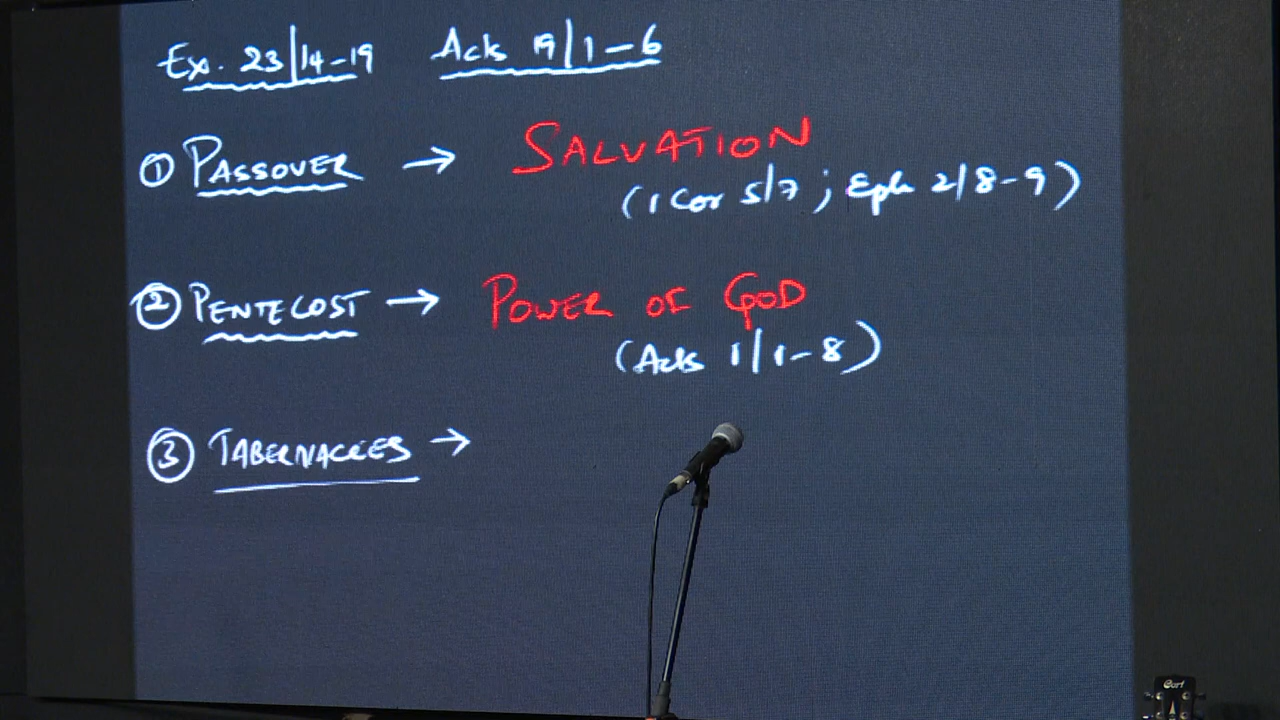 Ex. 23|14-19 Acts 19|1-6
① PASSOVER → SALVATION
(1 Cor 5/7 ; Eph 2/8-9)
② PENTECOST → POWER OF GOD
(Acts 1|1-8)
③ TABERNACLES →
Cort